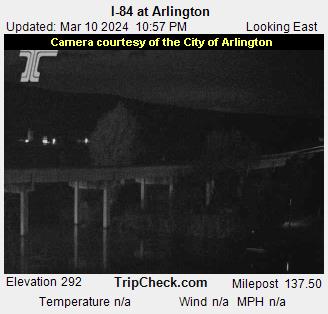 I-84 at Arlington
Updated: Mar 10 2024 10:57 PM Looking East
Camera courtesy of the City of Arlington
Elevation 292 TripCheck.com Milepost 137.50
Temperature n/a Wind n/a MPH n/a